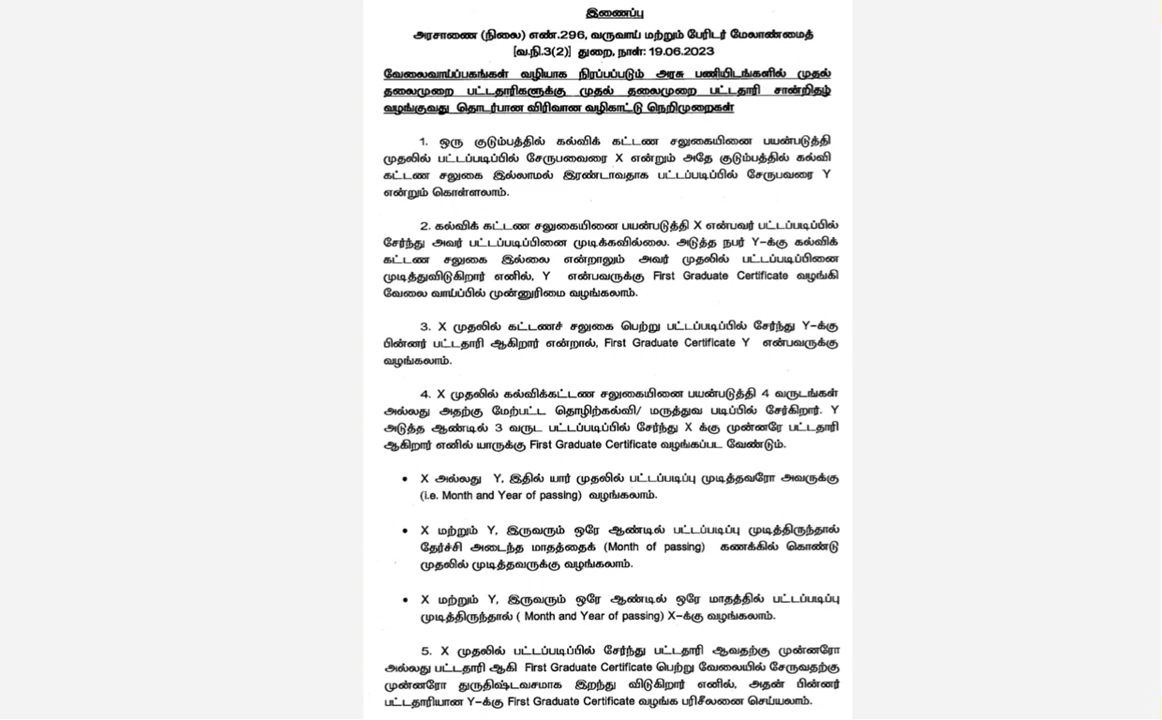 இணைப்பு
அரசாணை (நிலை) எண்.296, வருவாய் மற்றும் பேரிடர் மேலாண்மைத்
[வ.நி.3(2)] துறை, நாள்: 19.06.2023
வேலைவாய்ப்பகங்கள் வழியாக நிரப்பப்படும் அரசு பணியிடங்களில் முதல்
தலைமுறை பட்டதாரிகளுக்கு முதல் தலைமுறை பட்டதாரி சான்றிதழ்
வழங்குவது தொடர்பான விரிவான வழிகாட்டு நெறிமுறைகள்
1. ஒரு குடும்பத்தில் கல்விக் கட்டண சலுகையினை பயன்படுத்தி
முதலில் பட்டப்படிப்பில் சேருபவைரை X என்றும் அதே குடும்பத்தில் கல்வி
கட்டண சலுகை இல்லாமல் இரண்டாவதாக பட்டப்படிப்பில் சேருபவரை Y
என்றும் கொள்ளலாம்.
2. கல்விக் கட்டண சலுகையினை பயன்படுத்தி X என்பவர் பட்டப்படிப்பில்
சேர்ந்து அவர் பட்டப்படிப்பினை முடிக்கவில்லை. அடுத்த நபர் Y-க்கு கல்விக்
கட்டண சலுகை இல்லை என்றாலும் அவர் முதலில் பட்டப்படிப்பினை
முடித்துவிடுகிறார் எனில், Y என்பவருக்கு First Graduate Certificate வழங்கி
வேலை வாய்ப்பில் முன்னுரிமை வழங்கலாம்.
3. X முதலில் கட்டணச் சலுகை பெற்று பட்டப்படிப்பில் சேர்ந்து Y-க்கு
பின்னர் பட்டதாரி ஆகிறார் என்றால், First Graduate Certificate Y என்பவருக்கு
வழங்கலாம்.
4. X முதலில் கல்விக்கட்டண சலுகையினை பயன்படுத்தி 4 வருடங்கள்
அல்லது அதற்கு மேற்பட்ட தொழிற்கல்வி/ மருத்துவ படிப்பில் சேர்கிறார். Y
அடுத்த ஆண்டில் 3 வருட பட்டப்படிப்பில் சேர்ந்து X க்கு முன்னரே பட்டதாரி
ஆகிறார் எனில் யாருக்கு First Graduate Certificate வழங்கப்பட வேண்டும்.
• X அல்லது Y, இதில் யார் முதலில் பட்டப்படிப்பு முடித்தவரோ அவருக்கு
(i.e. Month and Year of passing) வழங்கலாம்.
• X மற்றும் Y, இருவரும் ஒரே ஆண்டில் பட்டப்படிப்பு முடித்திருந்தால்
தேர்ச்சி அடைந்த மாதத்தைக் (Month of passing) கணக்கில் கொண்டு
முதலில் முடித்தவருக்கு வழங்கலாம்.
• X மற்றும் Y, இருவரும் ஒரே ஆண்டில் ஒரே மாதத்தில் பட்டப்படிப்பு
முடித்திருந்தால் ( Month and Year of passing) X-க்கு வழங்கலாம்.
5. X முதலில் பட்டப்படிப்பில் சேர்ந்து பட்டதாரி ஆவதற்கு முன்னரோ
அல்லது பட்டதாரி ஆகி First Graduate Certificate பெற்று வேலையில் சேருவதற்கு
முன்னரோ துரதிஷ்டவசமாக இறந்து விடுகிறார் எனில், அதன் பின்னர்
பட்டதாரியான Y-க்கு First Graduate Certificate வழங்க பரிசீலனை செய்யலாம்.